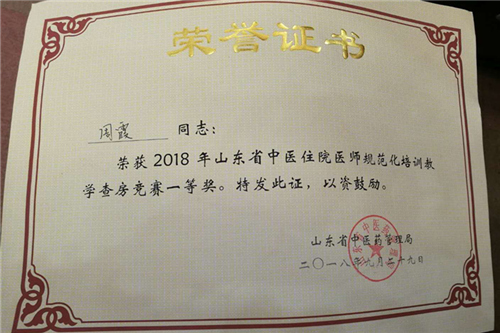 荣誉证书
周霞 同志：
荣获 2018 年山东省中医住院医师规范化培训教
学查房竞赛一等奖。特发此证，以资鼓励。
山东省中医药管理局
二〇一八年九月二十九日